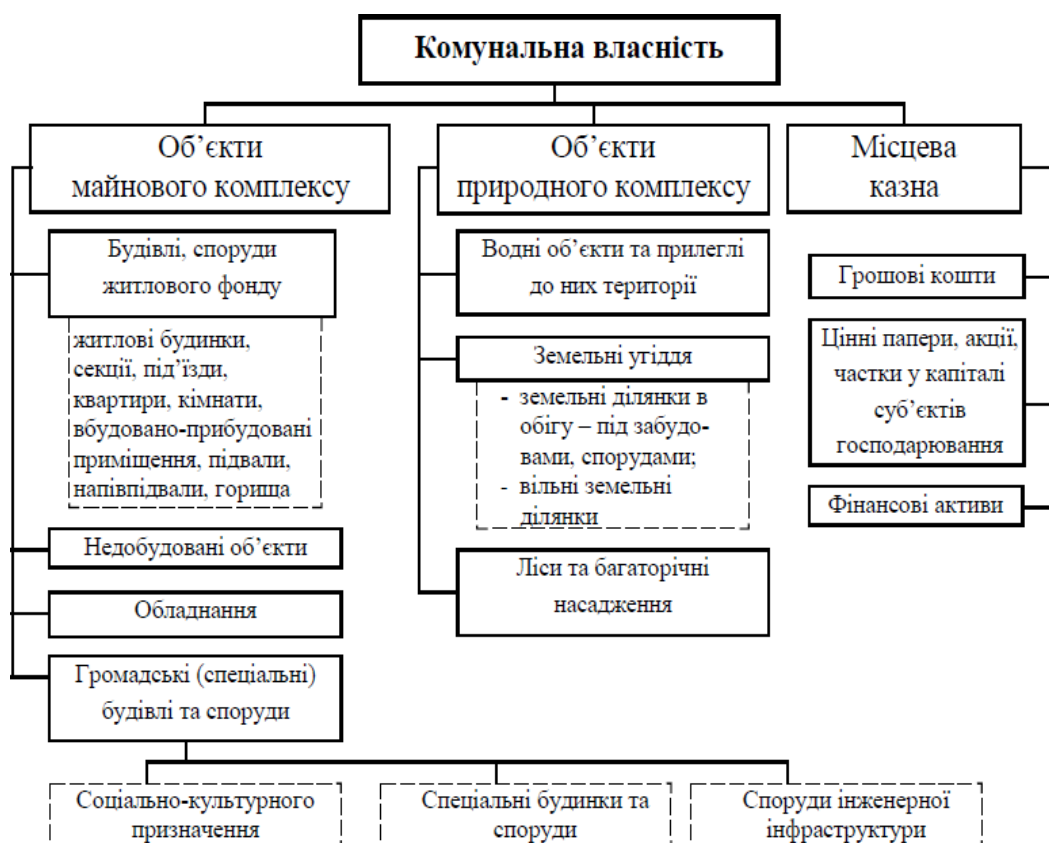 Комунальна власність
Об’єкти
майнового комплексу
Будівлі, споруди
житлового фонду
житлові будинки,
секції, під’їзди,
квартири, кімнати,
вбудовано-прибудовані
приміщення, підвали,
напівпідвали, горища
Недобудовані об’єкти
Обладнання
Громадські (спеціальні)
будівлі та споруди
Соціально-культурного
призначення
Спеціальні будинки та
споруди
Споруди інженерної
інфраструктури
Об’єкти
природного комплексу
Водні об’єкти та прилеглі
до них території
Земельні угіддя
- земельні ділянки в
обігу – під забудо-
вами, спорудами;
- вільні земельні
ділянки
Ліси та багаторічні
насадження
Місцева
казна
Грошові кошти
Цінні папери, акції,
частки у капіталі
суб’єктів
господарювання
Фінансові активи